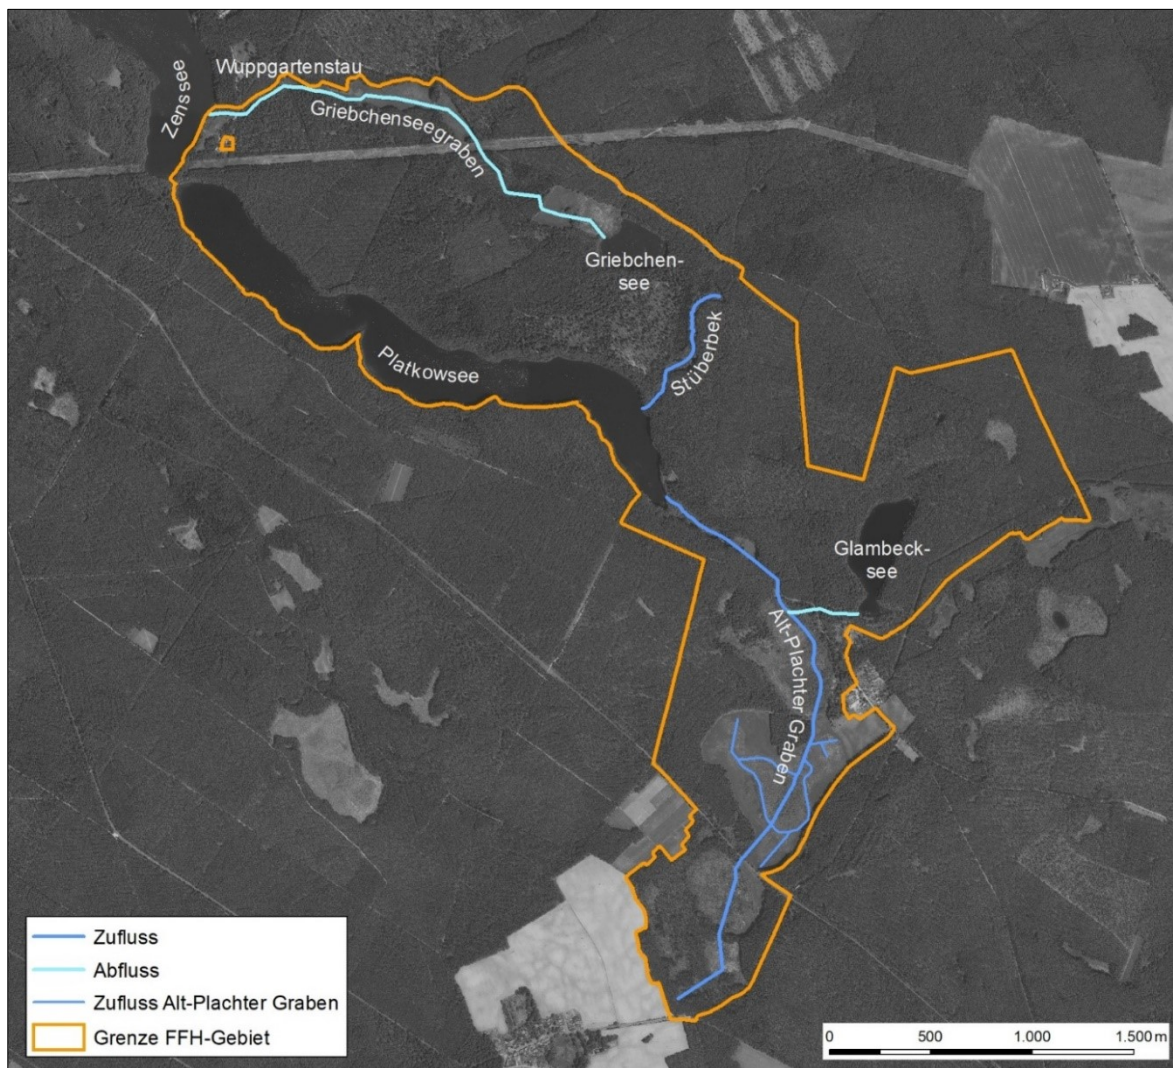 Zenssee
Wuppgartenstau
Griebchenseegraben
Griebchen-
see
Stüberbek
Platkowsee
Glambeck-
see
Alt-Plachter Graben
Zufluss
Abfluss
Zufluss Alt-Plachter Graben
Grenze FFH-Gebiet
0 500 1.000 1.500 m